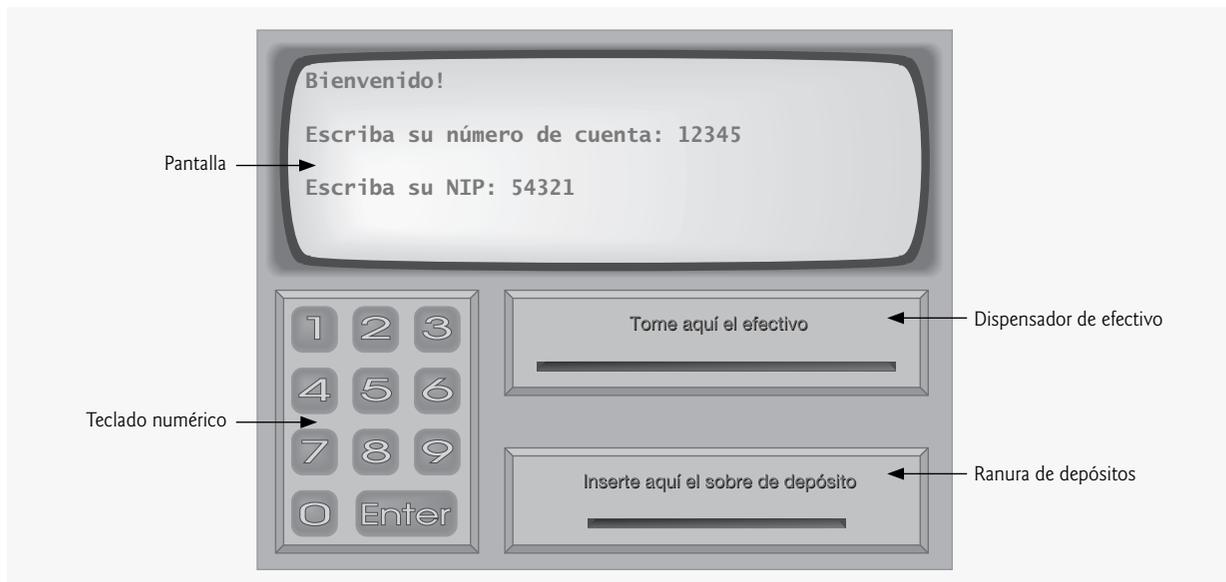 Bienvenido!
Escriba su número de cuenta: 12345
Escriba su NIP: 54321
Pantalla
1 2 3
4 5 6
7 8 9
0 Enter
Teclado numérico
Tome aquí el efectivo
Dispensador de efectivo
Inserte aquí el sobre de depósito
Ranura de depósitos